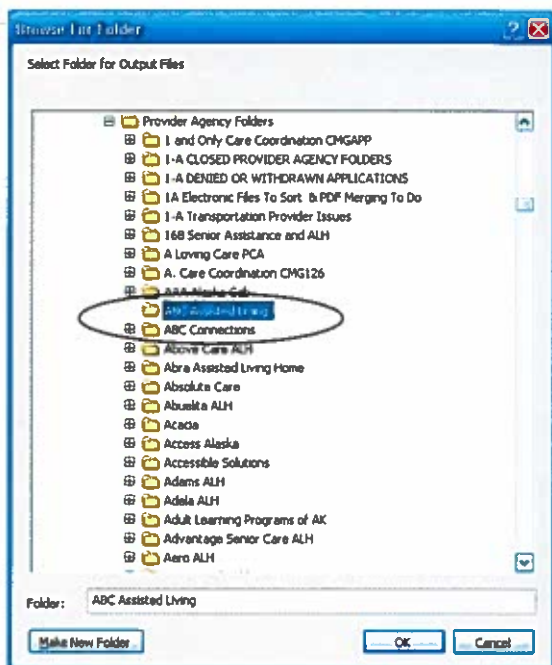 Browse For Folder
Select Folder for Output Files
Provider Agency Folders
1 and Only Care Coordination CMGAPP
1-A CLOSED PROVIDER AGENCY FOLDERS
1-A DENIED OR WITHDRAWN APPLICATIONS
1A Electronic Files To Sort & PDF Merging To Do
1-A Transportation Provider Issues
168 Senior Assistance and ALH
A Loving Care PCA
A. Care Coordination CMG126
Alaska Cab
ABC Assisted Living
ABC Connections
Above Care ALH
Abra Assisted Living Home
Absolute Care
Abuelita ALH
Acacia
Access Alaska
Accessible Solutions
Adams ALH
Adela ALH
Adult Learning Programs of AK
Advantage Senior Care ALH
Aero ALH
Folder: ABC Assisted Living
Make New Folder
OK
Cancel